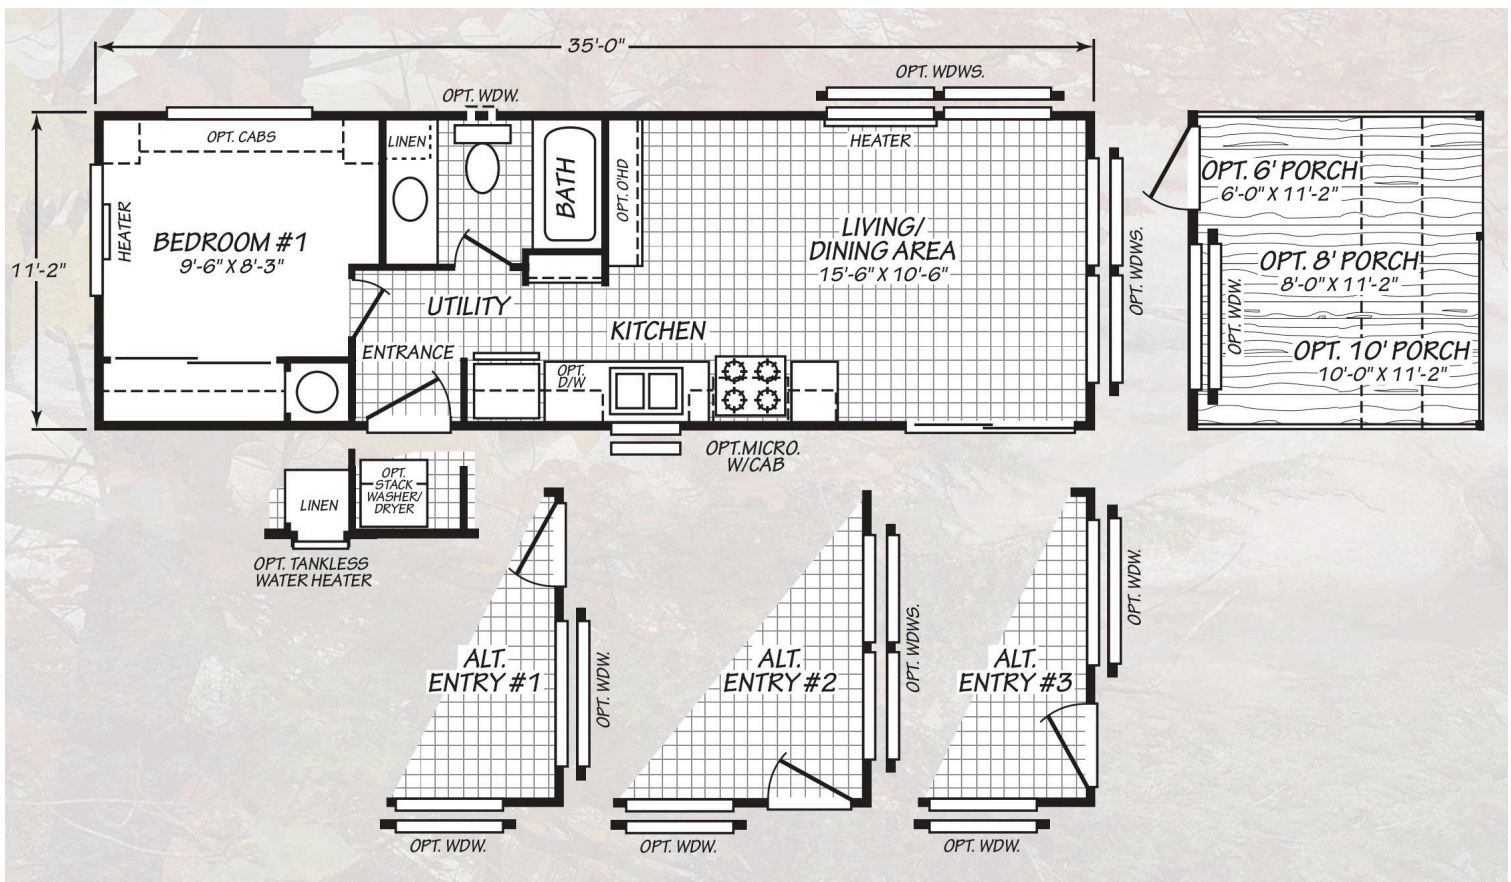 35'-0"
OPT. WDWS.
OPT. WDW.
OPT. CABS
LINEN
HEATER
BATH
OPT. O'HD
OPT. 6' PORCH
6'-0" X 11'-2"
HEATER
BEDROOM #1
9'-6" X 8'-3"
LIVING/
DINING AREA
15'-6" X 10'-6"
OPT. WDWS.
11'-2"
OPT. 8' PORCH
8'-0" X 11'-2"
OPT. WDW.
UTILITY
KITCHEN
ENTRANCE
OPT.
D/W
OPT. 10' PORCH
10'-0" X 11'-2"
OPT. MICRO.
W/CAB
OPT.
STACK
WASHER/
DRYER
LINEN
OPT. TANKLESS
WATER HEATER
ALT.
ENTRY #1
OPT. WDW.
OPT. WDW.
ALT.
ENTRY #2
OPT. WDWS.
OPT. WDW.
ALT.
ENTRY #3
OPT. WDW.
OPT. WDW.